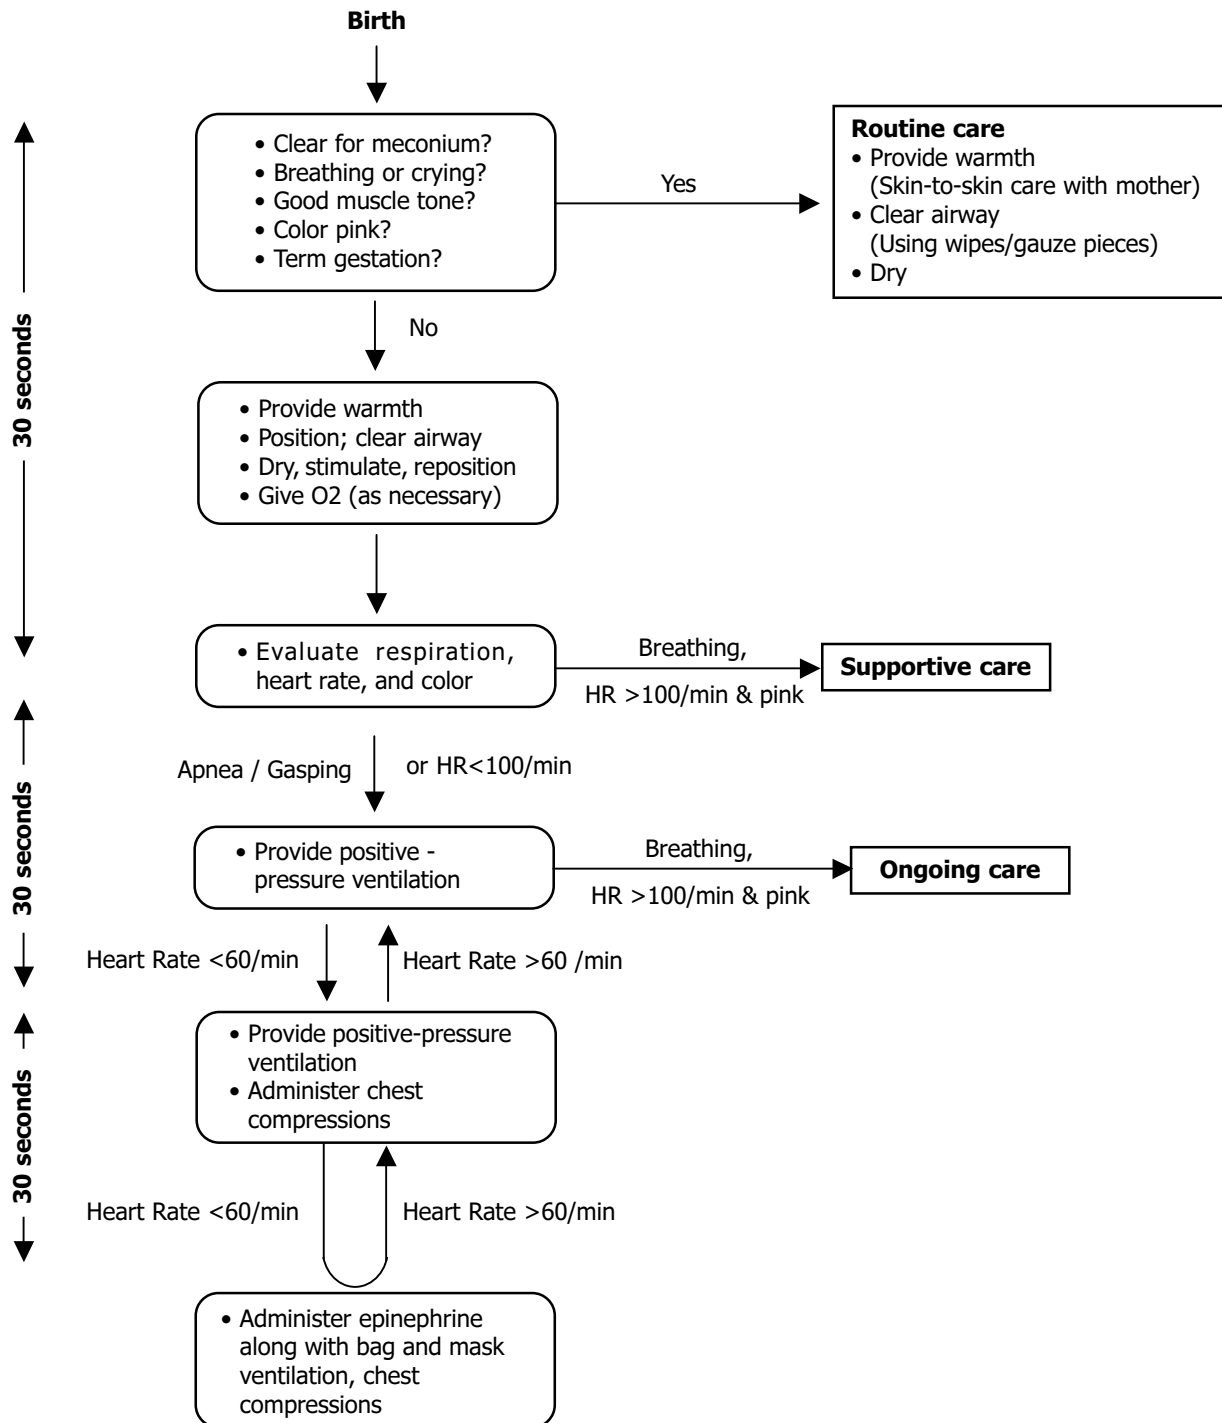 Birth
• Clear for meconium?
• Breathing or crying?
• Good muscle tone?
• Color pink?
• Term gestation?
Yes
Routine care
• Provide warmth
(Skin-to-skin care with mother)
• Clear airway
(Using wipes/gauze pieces)
• Dry
30 seconds
No
• Provide warmth
• Position; clear airway
• Dry, stimulate, reposition
• Give O2 (as necessary)
• Evaluate respiration,
heart rate, and color
Breathing,
HR >100/min & pink
Supportive care
30 seconds
Apnea / Gasping
or HR<100/min
• Provide positive -
pressure ventilation
Breathing,
HR >100/min & pink
Ongoing care
Heart Rate <60/min
Heart Rate >60 /min
30 seconds
• Provide positive-pressure
ventilation
• Administer chest
compressions
Heart Rate <60/min
Heart Rate >60/min
• Administer epinephrine
along with bag and mask
ventilation, chest
compressions